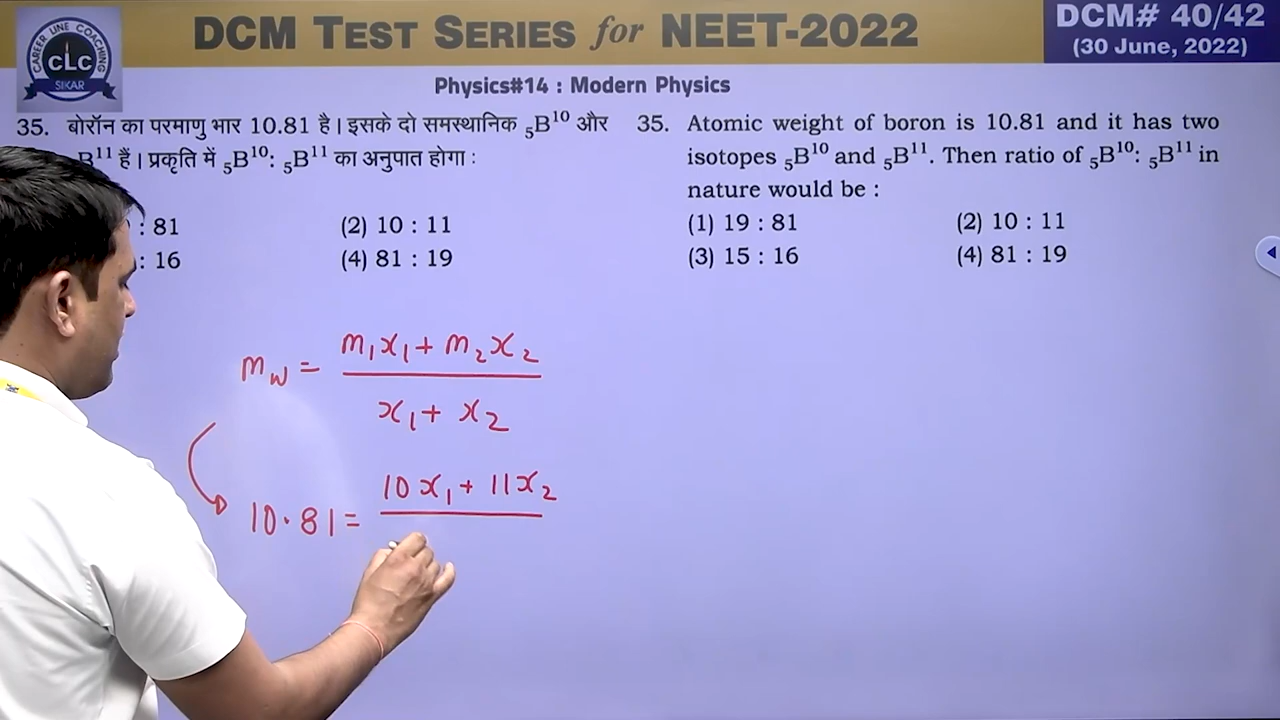 DCM TEST SERIES for NEET-2022
DCM# 40/42
(30 June, 2022)
CAREER LINE COACHING
CLC
SIKAR
Physics#14 : Modern Physics
35. बोरॉन का परमाणु भार 10.81 है। इसके दो समस्थानिक ₅B¹⁰ और
B¹¹ हैं। प्रकृति में ₅B¹⁰: ₅B¹¹ का अनुपात होगा :
: 81
(2) 10 : 11
: 16
(4) 81 : 19
35. Atomic weight of boron is 10.81 and it has two
isotopes ₅B¹⁰ and ₅B¹¹. Then ratio of ₅B¹⁰: ₅B¹¹ in
nature would be :
(1) 19 : 81
(2) 10 : 11
(3) 15 : 16
(4) 81 : 19
m_W = m₁x₁ + m₂x₂
x₁ + x₂
10.81 = 10x₁ + 11x₂